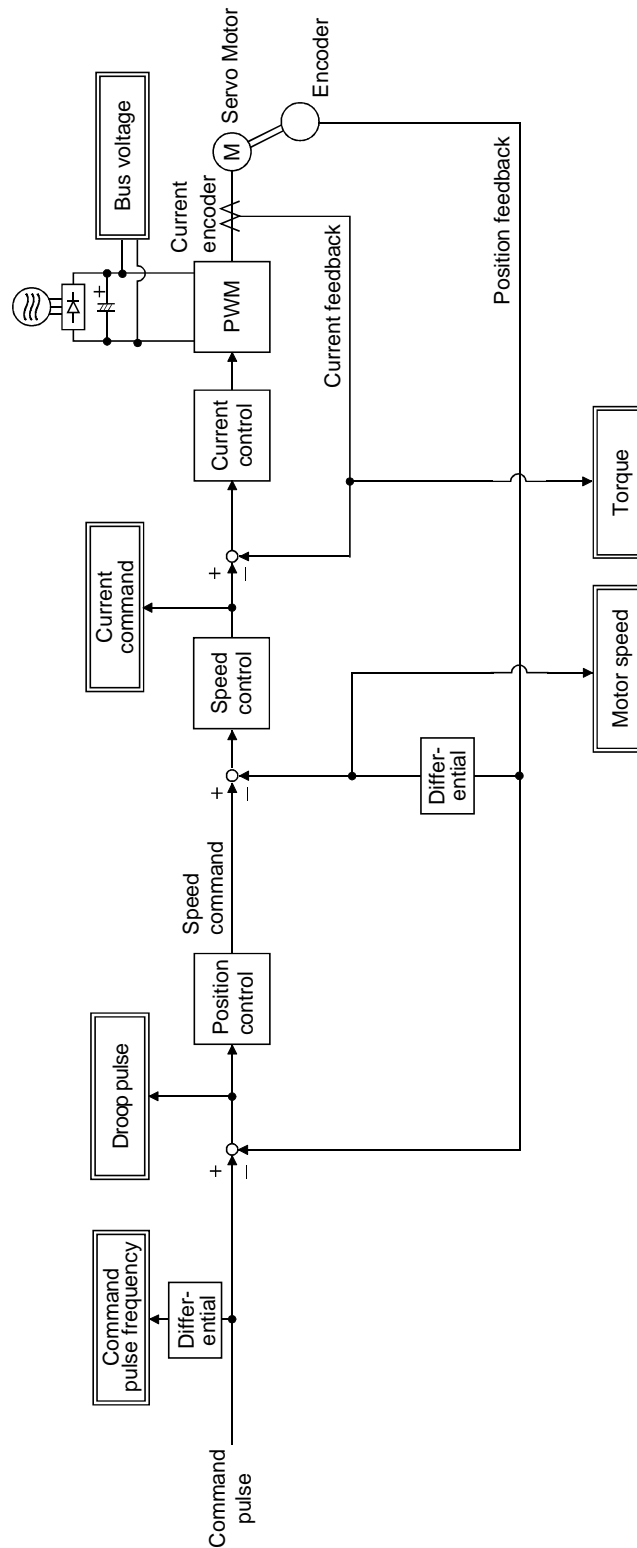 Command
pulse
Command
pulse frequency
Differ-
ential
+
−
Droop pulse
Position
control
Speed
command
+
−
Speed
control
Current
command
+
−
Current
control
PWM
+
Bus voltage
Current
encoder
M
Servo Motor
Encoder
Current feedback
Position feedback
Differ-
ential
Motor speed
Torque